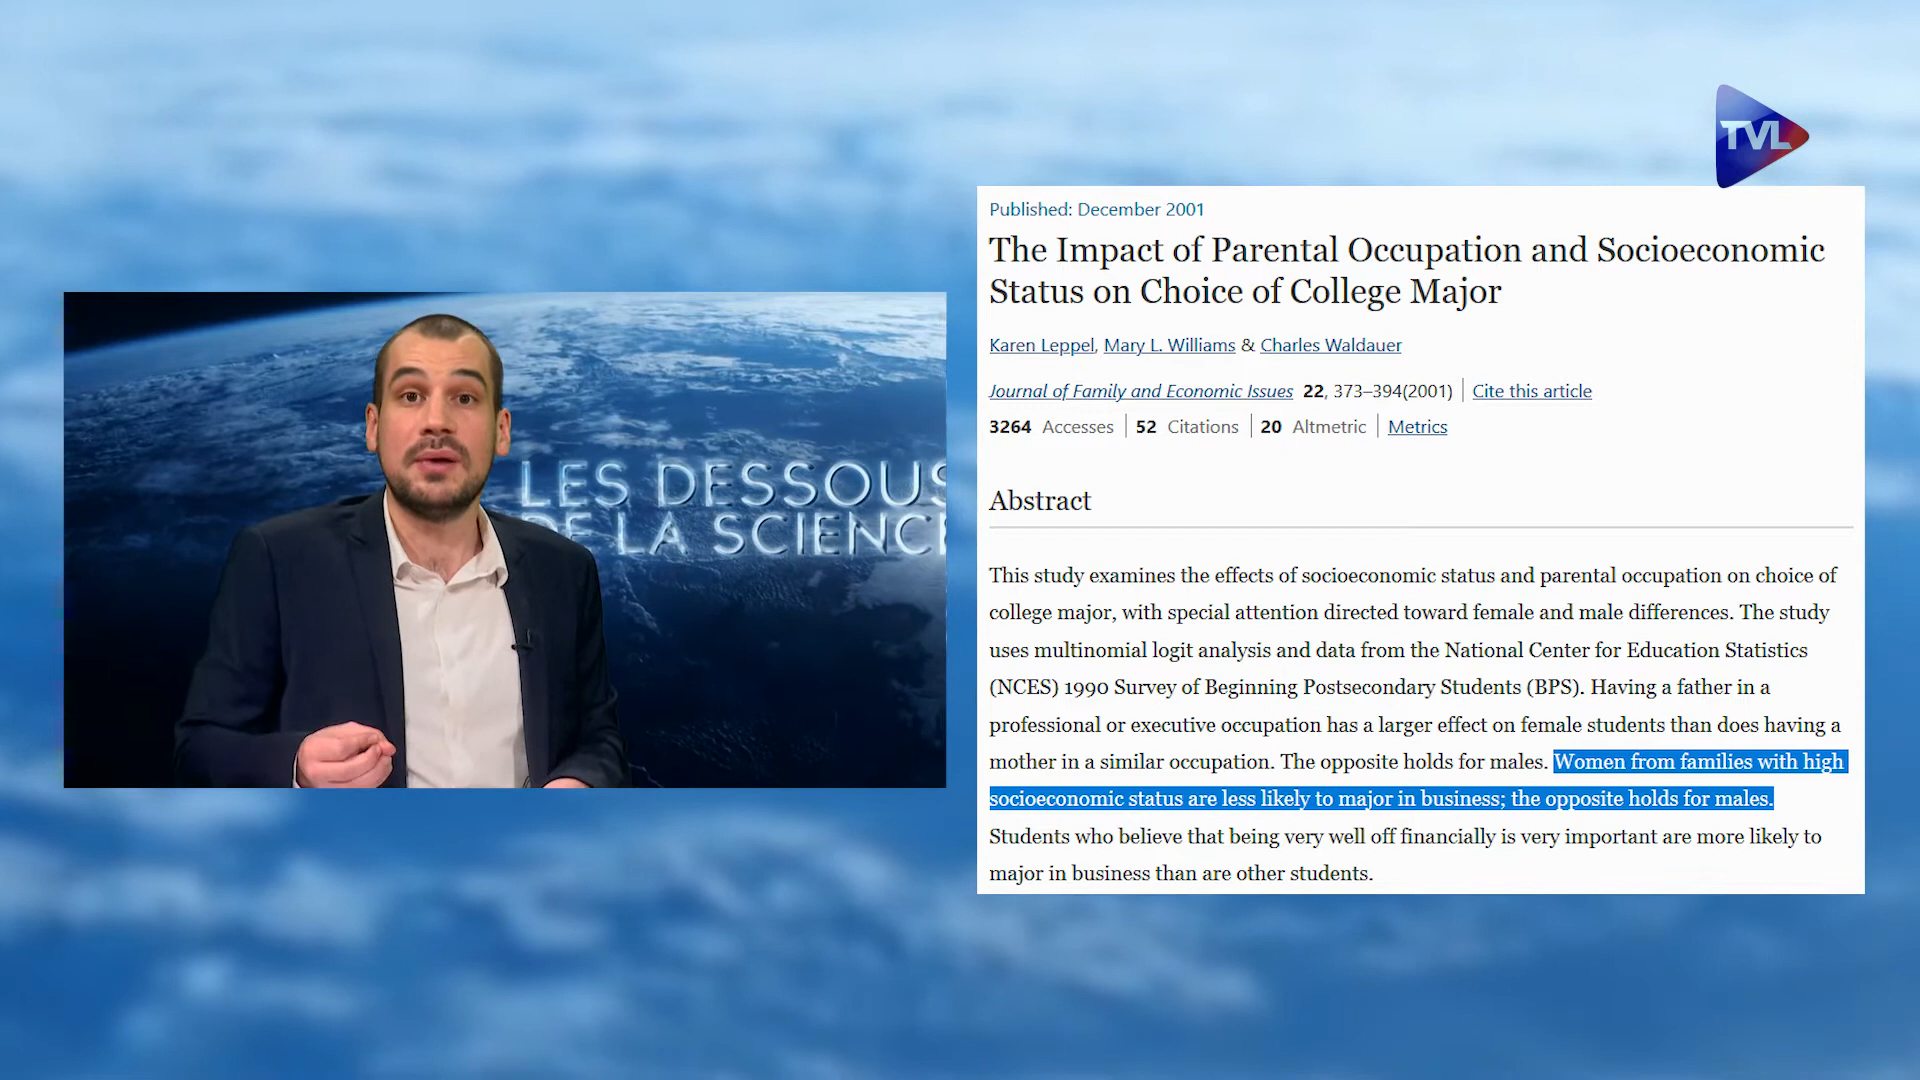 TVL
Published: December 2001
The Impact of Parental Occupation and Socioeconomic
Status on Choice of College Major
Karen Leppel, Mary L. Williams & Charles Waldauer
Journal of Family and Economic Issues 22, 373–394(2001) Cite this article
3264 Accesses 52 Citations 20 Altmetric Metrics
Abstract
This study examines the effects of socioeconomic status and parental occupation on choice of
college major, with special attention directed toward female and male differences. The study
uses multinomial logit analysis and data from the National Center for Education Statistics
(NCES) 1990 Survey of Beginning Postsecondary Students (BPS). Having a father in a
professional or executive occupation has a larger effect on female students than does having a
mother in a similar occupation. The opposite holds for males. Women from families with high
socioeconomic status are less likely to major in business; the opposite holds for males.
Students who believe that being very well off financially is very important are more likely to
major in business than are other students.
LES DESSOUS
DE LA SCIENCE